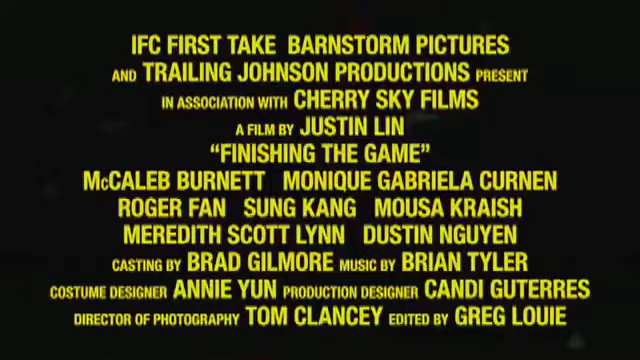 IFC FIRST TAKE BARNSTORM PICTURES
AND TRAILING JOHNSON PRODUCTIONS PRESENT
IN ASSOCIATION WITH CHERRY SKY FILMS
A FILM BY JUSTIN LIN
“FINISHING THE GAME”
McCALEB BURNETT MONIQUE GABRIELA CURNEN
ROGER FAN SUNG KANG MOUSA KRAISH
MEREDITH SCOTT LYNN DUSTIN NGUYEN
CASTING BY BRAD GILMORE MUSIC BY BRIAN TYLER
COSTUME DESIGNER ANNIE YUN PRODUCTION DESIGNER CANDI GUTERRES
DIRECTOR OF PHOTOGRAPHY TOM CLANCEY EDITED BY GREG LOUIE